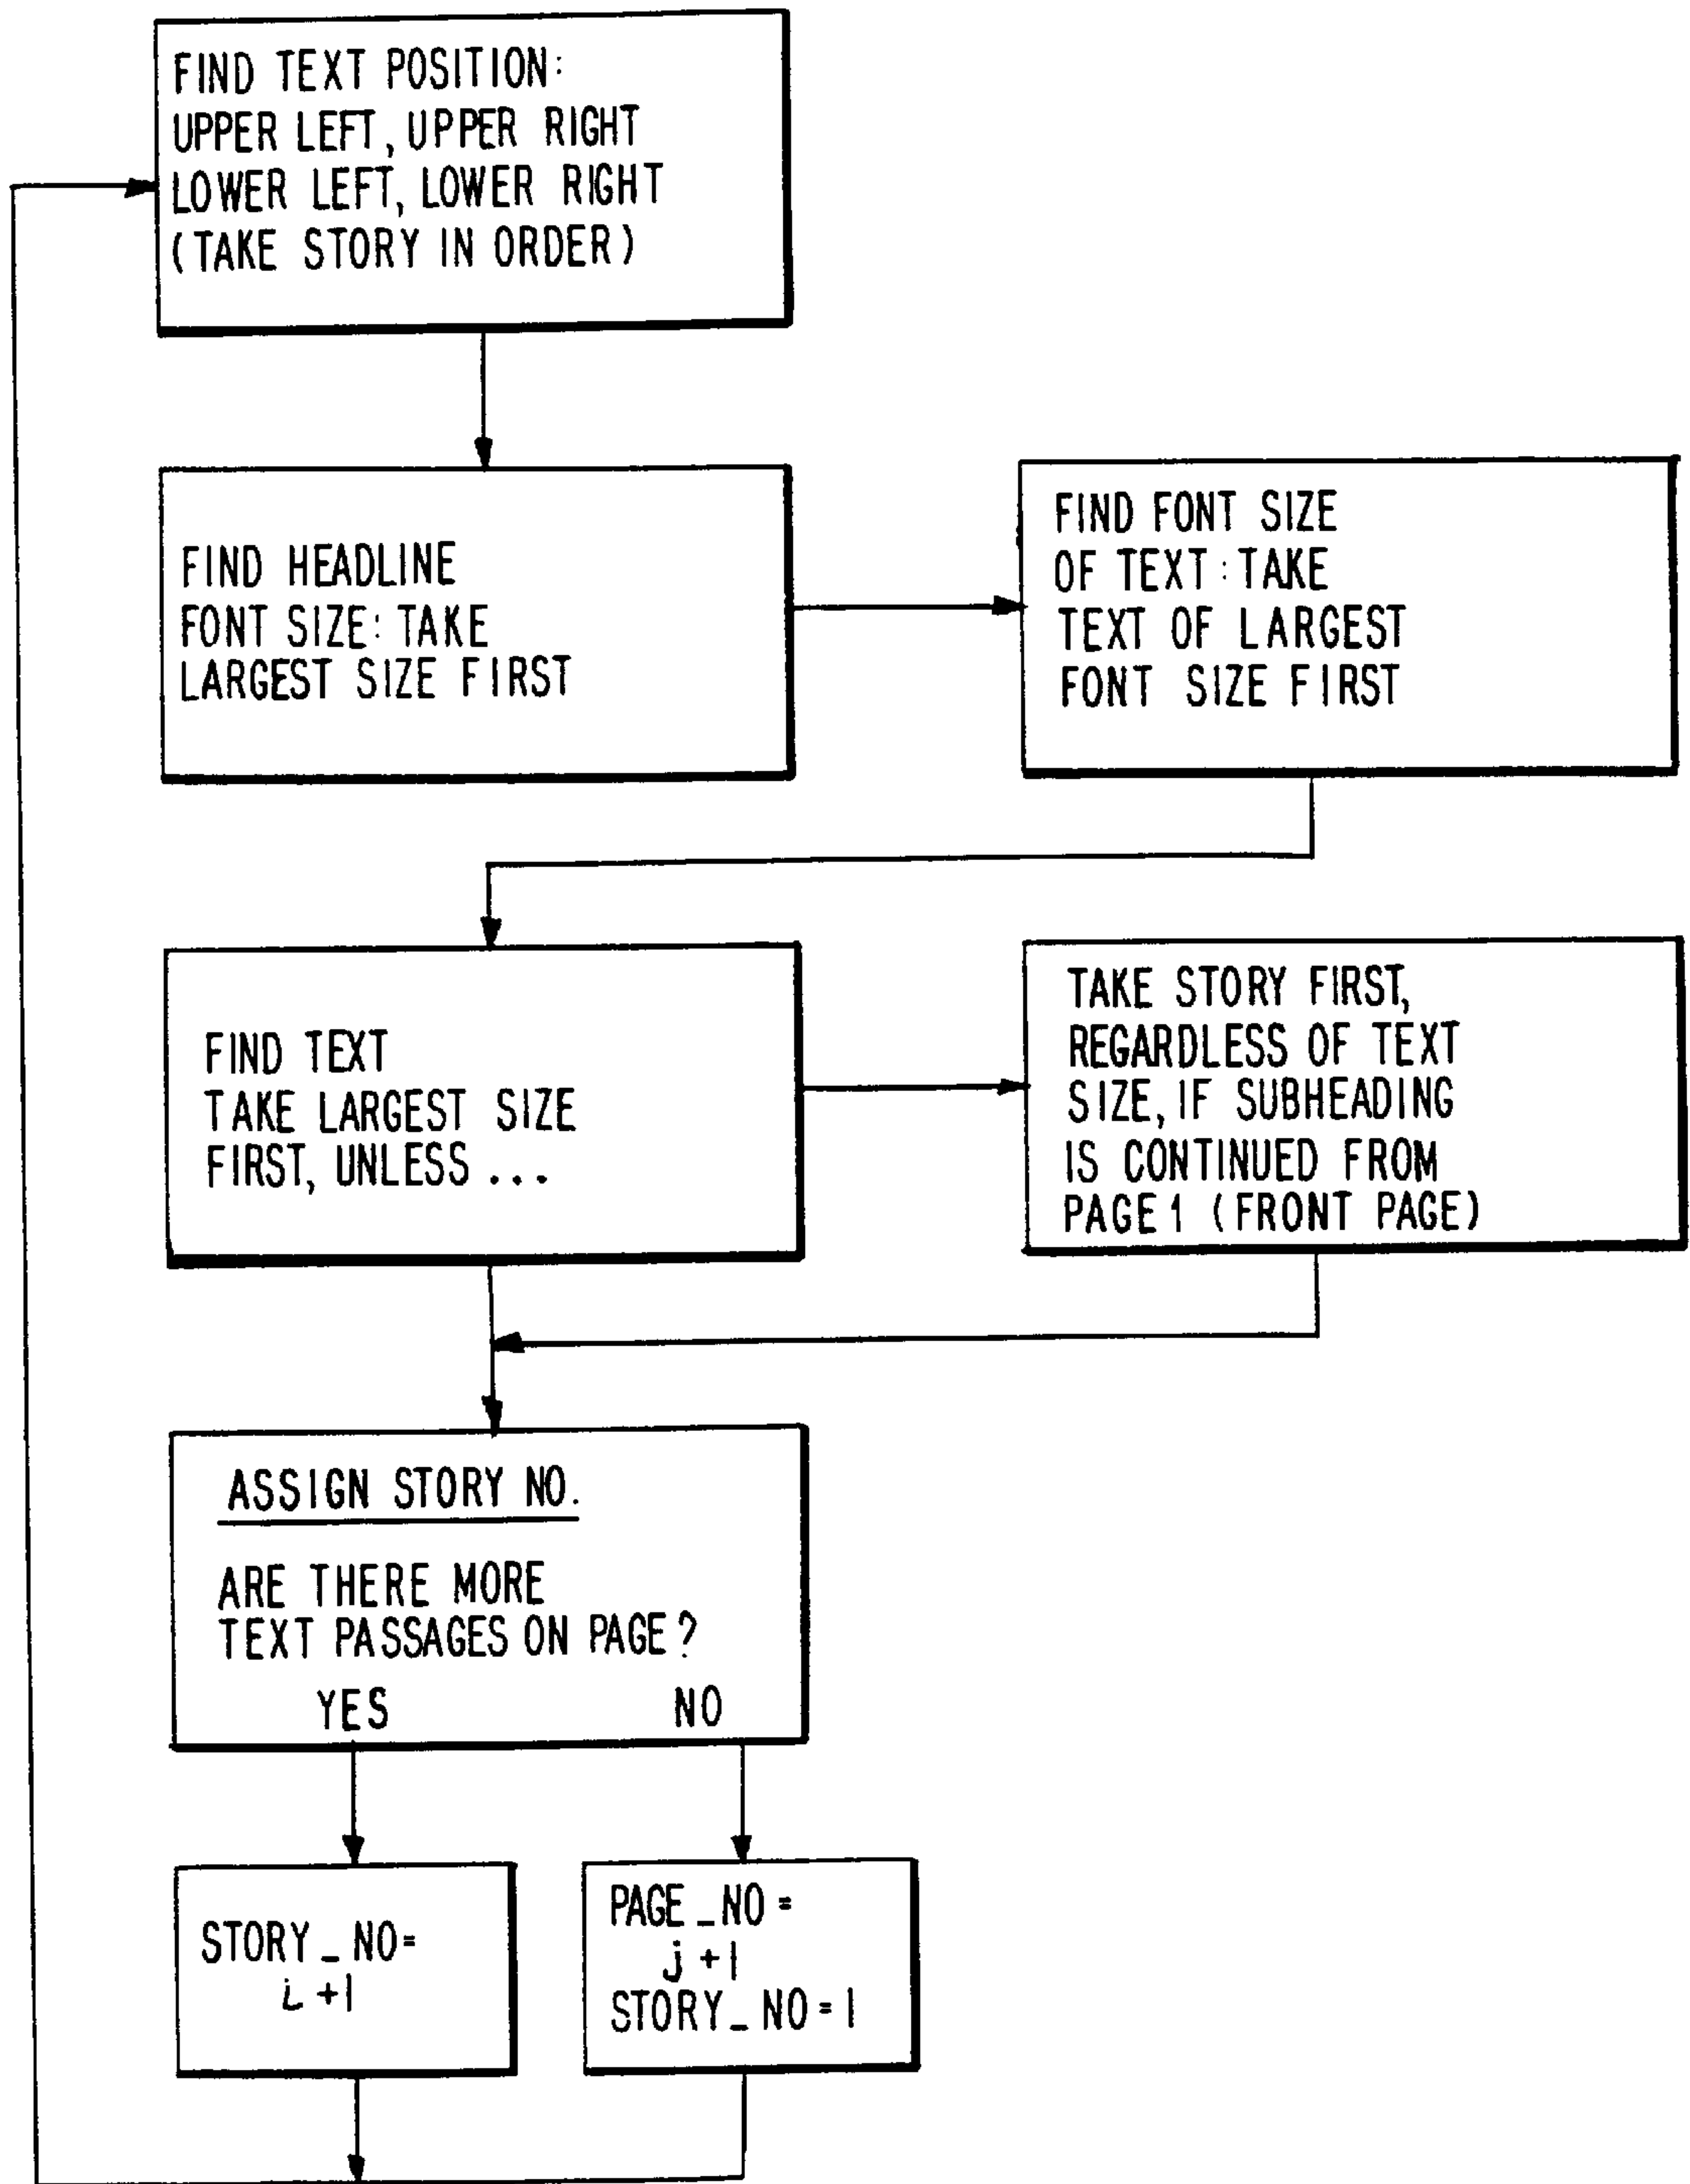 FIND TEXT POSITION:
UPPER LEFT, UPPER RIGHT
LOWER LEFT, LOWER RIGHT
(TAKE STORY IN ORDER)
FIND HEADLINE
FONT SIZE: TAKE
LARGEST SIZE FIRST
FIND FONT SIZE
OF TEXT: TAKE
TEXT OF LARGEST
FONT SIZE FIRST
FIND TEXT
TAKE LARGEST SIZE
FIRST, UNLESS ...
TAKE STORY FIRST,
REGARDLESS OF TEXT
SIZE, IF SUBHEADING
IS CONTINUED FROM
PAGE 1 (FRONT PAGE)
ASSIGN STORY NO.
ARE THERE MORE
TEXT PASSAGES ON PAGE?
YES NO
STORY_NO=
i+1
PAGE_NO=
j+1
STORY_NO=1